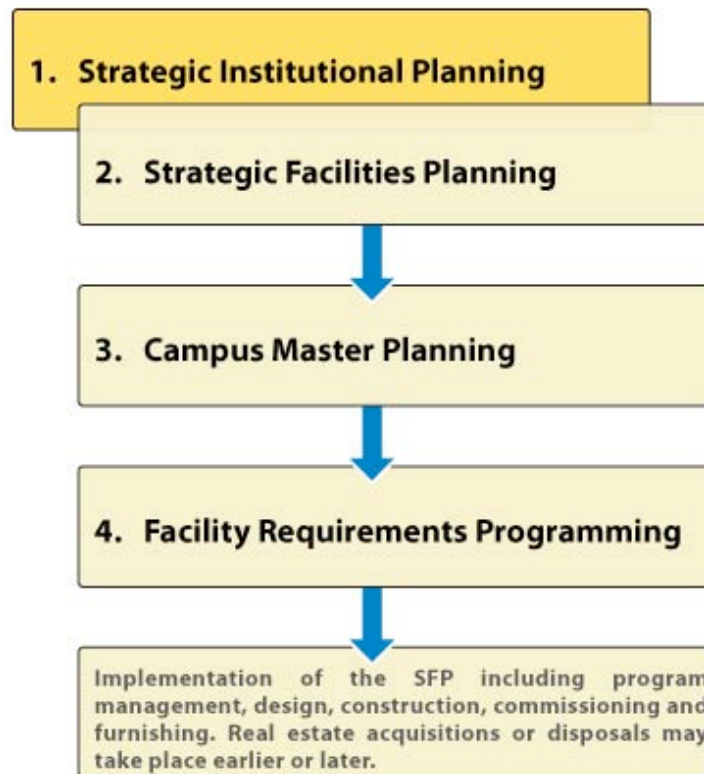 1. Strategic Institutional Planning
2. Strategic Facilities Planning
3. Campus Master Planning
4. Facility Requirements Programming
Implementation of the SFP including program
management, design, construction, commissioning and
furnishing. Real estate acquisitions or disposals may
take place earlier or later.